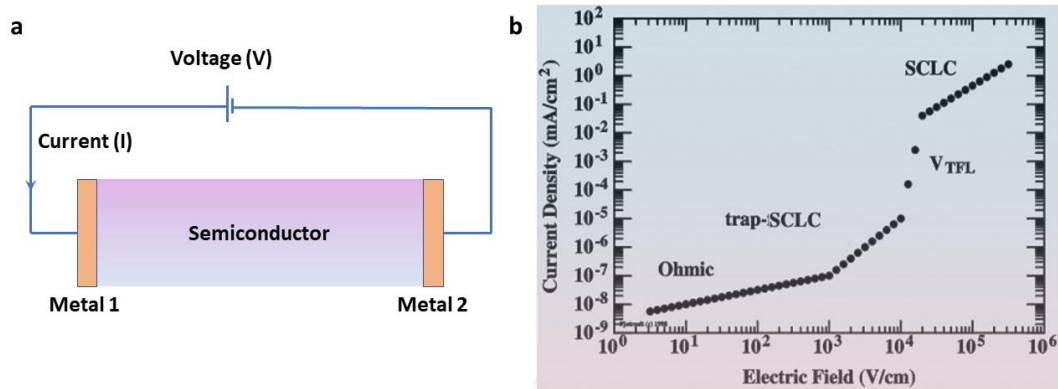 a
Voltage (V)
Current (I)
Semiconductor
Metal 1
Metal 2
b
Current Density (mA/cm²)
10²
10¹
10⁰
10⁻¹
10⁻²
10⁻³
10⁻⁴
10⁻⁵
10⁻⁶
10⁻⁷
10⁻⁸
10⁻⁹
SCLC
V_TFL
trap-SCLC
Ohmic
10⁰ 10¹ 10² 10³ 10⁴ 10⁵ 10⁶
Electric Field (V/cm)